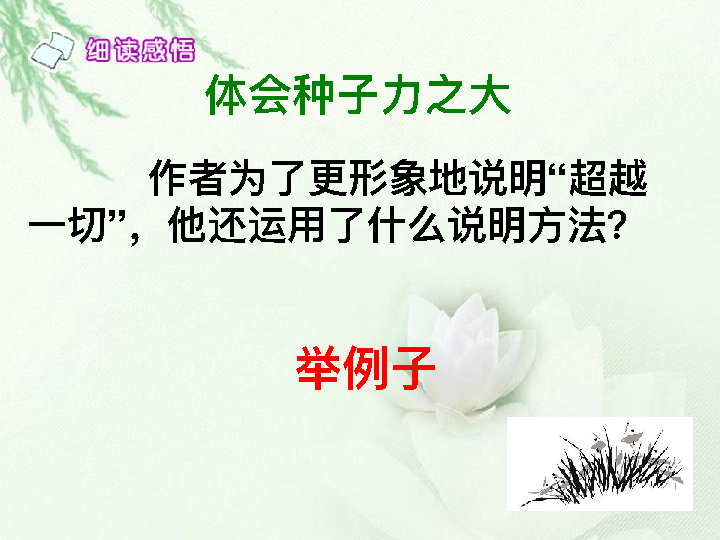 细读感悟
体会种子力之大
作者为了更形象地说明“超越
一切”，他还运用了什么说明方法?
举例子